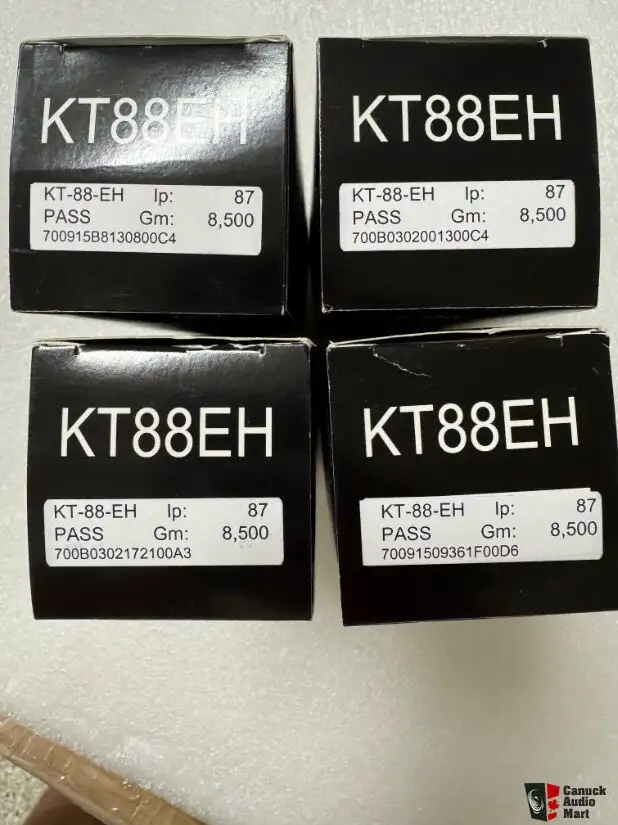 KT88EH
KT-88-EH Ip: 87
PASS Gm: 8,500
700915B8130800C4
KT88EH
KT-88-EH Ip: 87
PASS Gm: 8,500
700B0302001300C4
KT88EH
KT-88-EH Ip: 87
PASS Gm: 8,500
700B0302172100A3
KT88EH
KT-88-EH Ip: 87
PASS Gm: 8,500
70091509361F00D6
Canuck
Audio
Mart